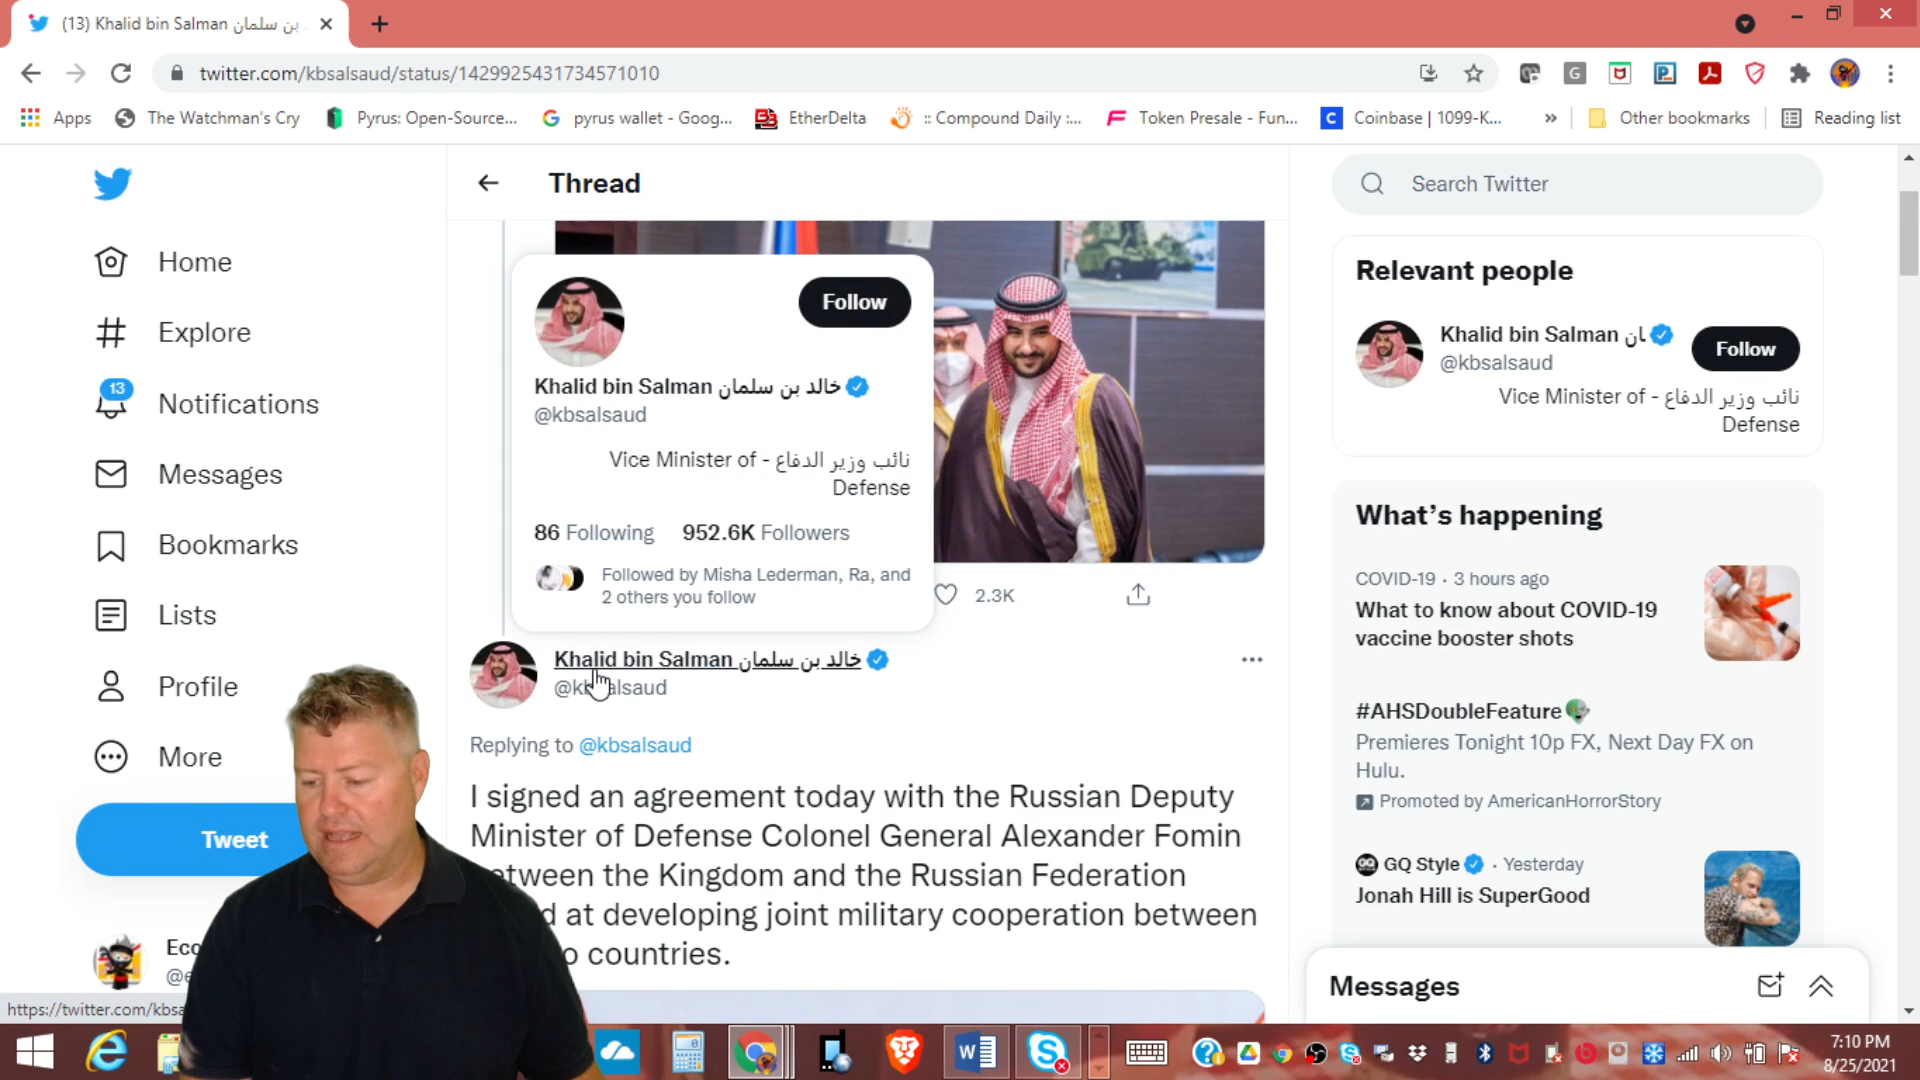 (13) Khalid bin Salman خالد بن سلمان
twitter.com/kbsalsaud/status/1429925431734571010
Apps
The Watchman's Cry
Pyrus: Open-Source...
pyrus wallet - Goog...
EtherDelta
:: Compound Daily :...
Token Presale - Fun...
Coinbase | 1099-K...
»
Other bookmarks
Reading list
Home
Explore
13
Notifications
Messages
Bookmarks
Lists
Profile
More
Tweet
Thread
Follow
Khalid bin Salman خالد بن سلمان
@kbsalsaud
نائب وزير الدفاع - Vice Minister of
Defense
86 Following 952.6K Followers
Followed by Misha Lederman, Ra, and
2 others you follow
2.3K
Khalid bin Salman خالد بن سلمان
Replying to @kbsalsaud
I signed an agreement today with the Russian Deputy
Minister of Defense Colonel General Alexander Fomin
the Kingdom and the Russian Federation
at developing joint military cooperation between
countries.
Search Twitter
Relevant people
Khalid bin Salman
@kbsalsaud
Follow
نائب وزير الدفاع - Vice Minister of
Defense
What's happening
COVID-19 · 3 hours ago
What to know about COVID-19
vaccine booster shots
#AHSDoubleFeature
Premieres Tonight 10p FX, Next Day FX on
Hulu.
Promoted by AmericanHorrorStory
GQ Style · Yesterday
Jonah Hill is SuperGood
Messages
7:10 PM
8/25/2021